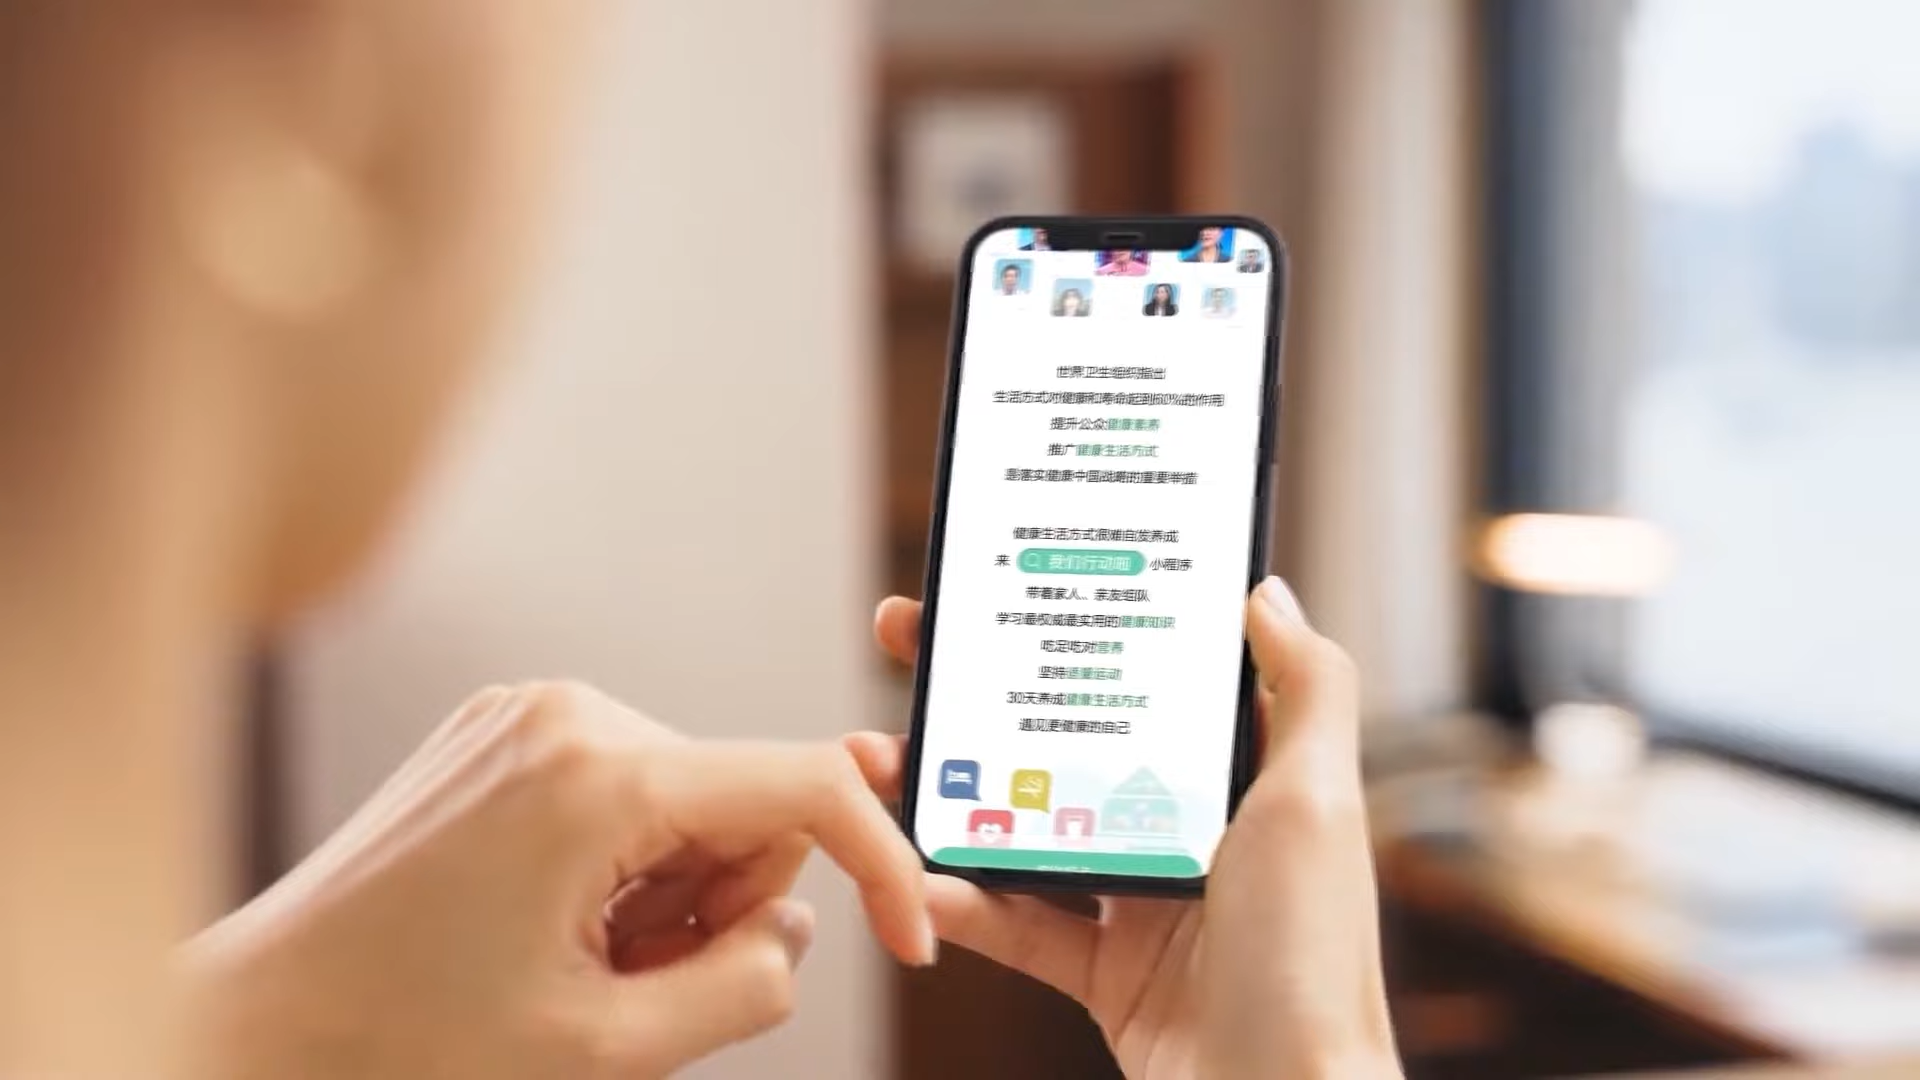 世界卫生组织指出
生活方式对健康和寿命起到60%的作用
提升公众健康素养
推广健康生活方式
是落实健康中国战略的重要举措
健康生活方式很难自发养成
来 我们行动啦 小程序
带着家人、亲友组队
学习最权威最实用的健康知识
吃足吃对营养
坚持适量运动
30天养成健康生活方式
遇见更健康的自己